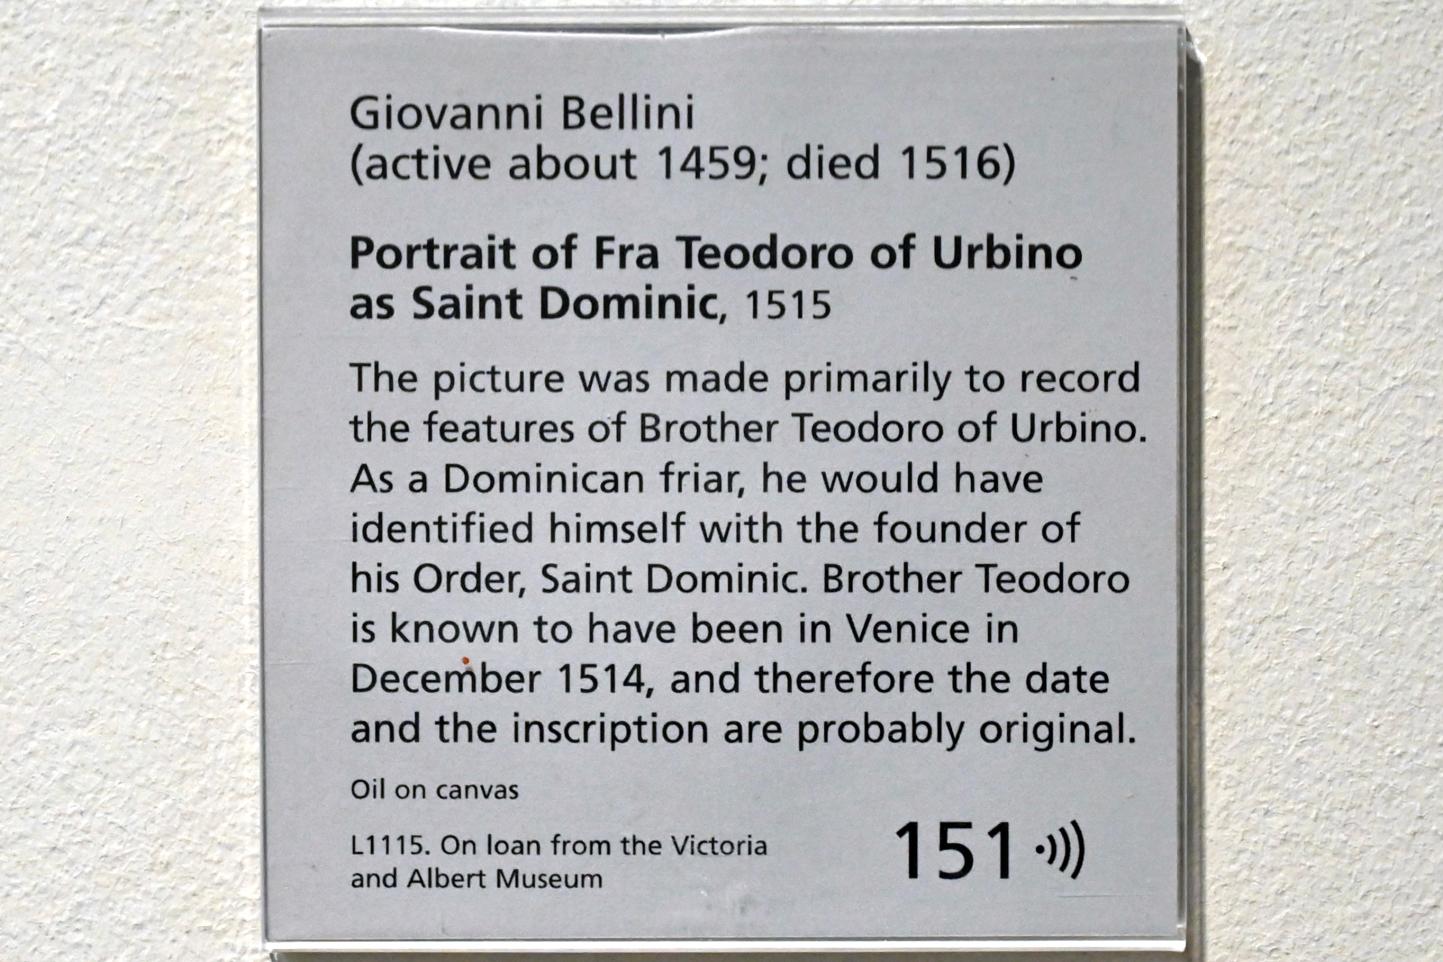 Giovanni Bellini
(active about 1459; died 1516)
Portrait of Fra Teodoro of Urbino
as Saint Dominic, 1515
The picture was made primarily to record
the features of Brother Teodoro of Urbino.
As a Dominican friar, he would have
identified himself with the founder of
his Order, Saint Dominic. Brother Teodoro
is known to have been in Venice in
December 1514, and therefore the date
and the inscription are probably original.
Oil on canvas
L1115. On loan from the Victoria
and Albert Museum
151